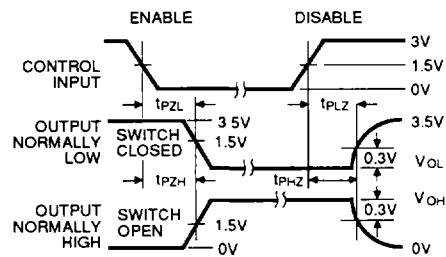 ENABLE DISABLE
3V
CONTROL INPUT 1.5V
0V
tPZL tPLZ
OUTPUT NORMALLY LOW
SWITCH CLOSED
3 5V
1.5V
3.5V
0.3V
VOL
tPZH tPHZ
VOH
0.3V
OUTPUT NORMALLY HIGH
SWITCH OPEN
1.5V
0V